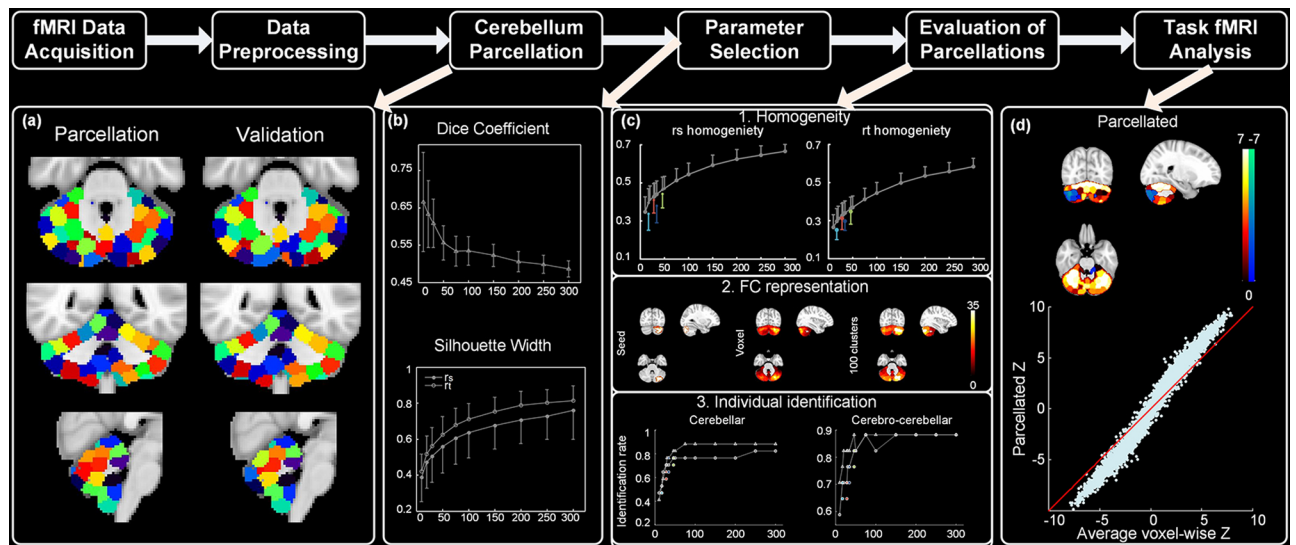 fMRI Data
Acquisition
Data
Preprocessing
Cerebellum
Parcellation
Parameter
Selection
Evaluation of
Parcellations
Task fMRI
Analysis
(a)
Parcellation
Validation
(b)
Dice Coefficient
0.75
0.65
0.55
0.45
0 50 100 150 200 250 300
Silhouette Width
rs
rt
1
0.8
0.6
0.4
0.2
0 50 100 150 200 250 300
(c)
1. Homogeneity
rs homogeniety
rt homogeniety
0.7
0.5
0.3
0.1
0 50 100 150 200 250 300
0.7
0.5
0.3
0.1
0 50 100 150 200 250 300
2. FC representation
Seed
Voxel
100 clusters
35
0
3. Individual identification
Cerebellar
Cerebro-cerebellar
Identification rate
1
0.8
0.6
0.4
0.2
0 100 200 300
0.9
0.8
0.7
0.6
0 100 200 300
(d)
Parcellated
7 -7
0
Parcellated Z
10
5
0
-5
-10 -5 0 5 10
Average voxel-wise Z